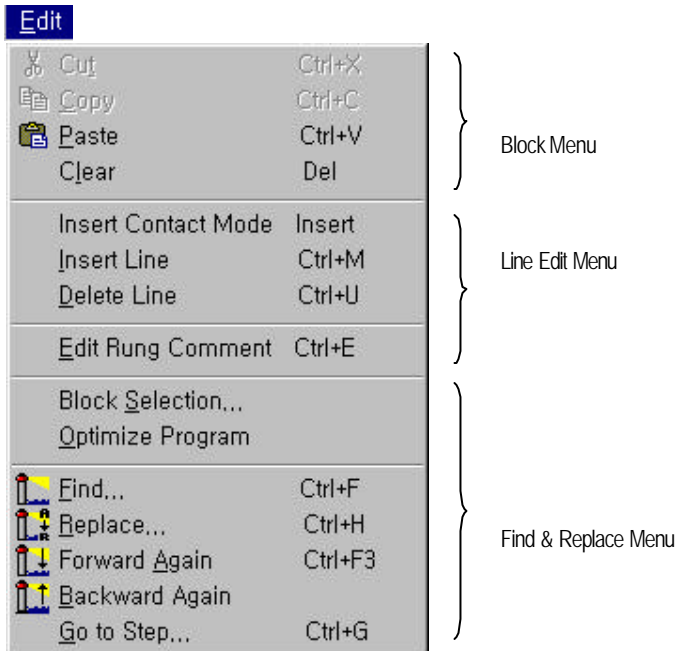 Edit
Cut Ctrl+X
Copy Ctrl+C
Paste Ctrl+V
Clear Del
Block Menu
Insert Contact Mode Insert
Insert Line Ctrl+M
Delete Line Ctrl+U
Line Edit Menu
Edit Rung Comment Ctrl+E
Block Selection...
Optimize Program
Find... Ctrl+F
Replace... Ctrl+H
Forward Again Ctrl+F3
Backward Again
Go to Step... Ctrl+G
Find & Replace Menu